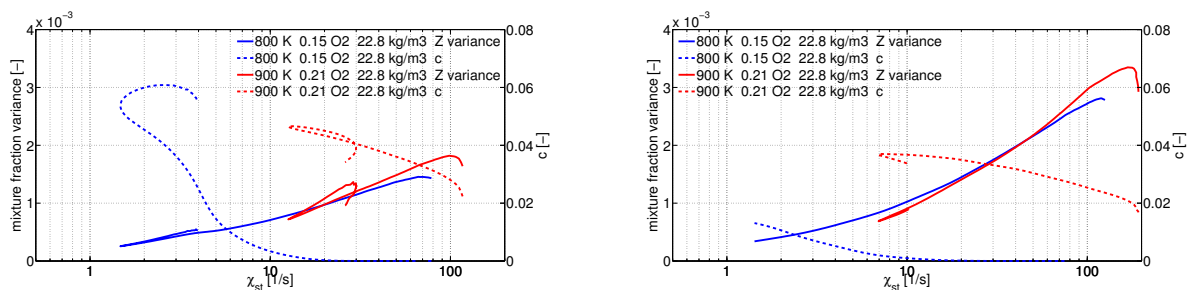 x 10⁻³
4
3
2
1
0
mixture fraction variance [−]
800 K 0.15 O2 22.8 kg/m3 Z variance
800 K 0.15 O2 22.8 kg/m3 c
900 K 0.21 O2 22.8 kg/m3 Z variance
900 K 0.21 O2 22.8 kg/m3 c
0.08
0.06
0.04
0.02
0
c [−]
1 10 100
χst [1/s]
x 10⁻³
4
3
2
1
0
mixture fraction variance [−]
800 K 0.15 O2 22.8 kg/m3 Z variance
800 K 0.15 O2 22.8 kg/m3 c
900 K 0.21 O2 22.8 kg/m3 Z variance
900 K 0.21 O2 22.8 kg/m3 c
0.08
0.06
0.04
0.02
0
c [−]
1 10 100
χst [1/s]